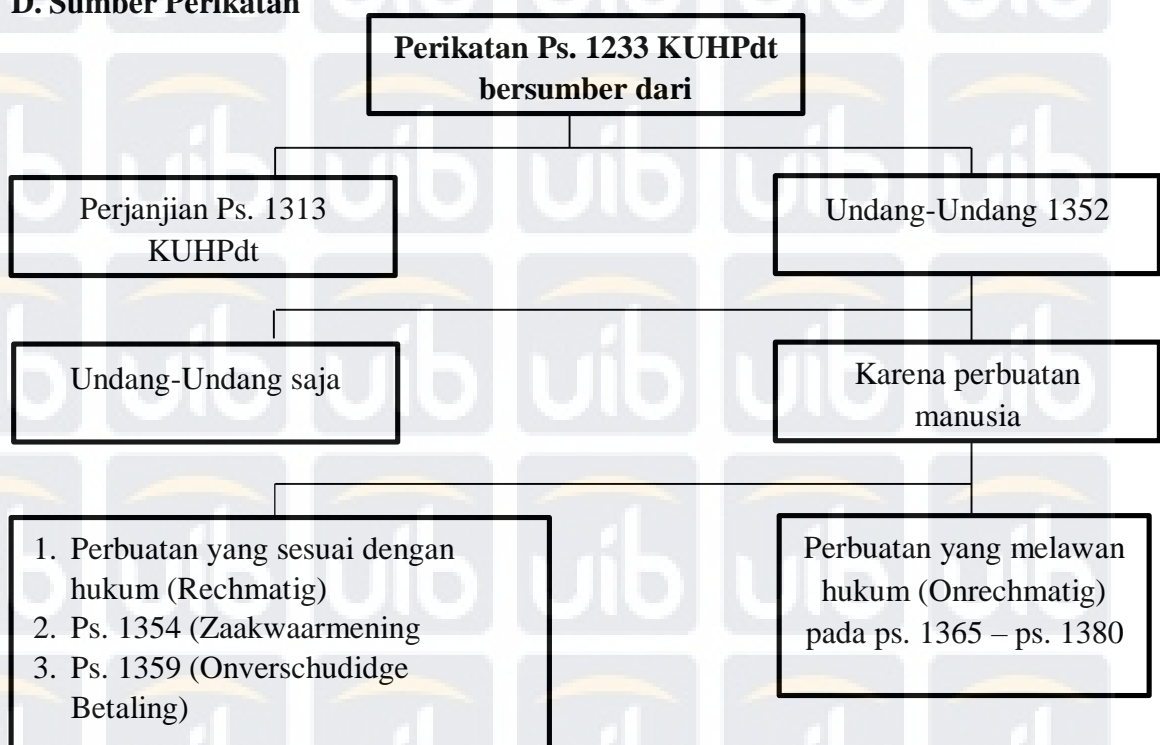 D. Sumber Perikatan
Perikatan Ps. 1233 KUHPdt
bersumber dari
Perjanjian Ps. 1313
KUHPdt
Undang-Undang 1352
Undang-Undang saja
Karena perbuatan
manusia
1. Perbuatan yang sesuai dengan
hukum (Rechmatig)
2. Ps. 1354 (Zaakwaarmening
3. Ps. 1359 (Onverschudidge
Betaling)
Perbuatan yang melawan
hukum (Onrechmatig)
pada ps. 1365 – ps. 1380